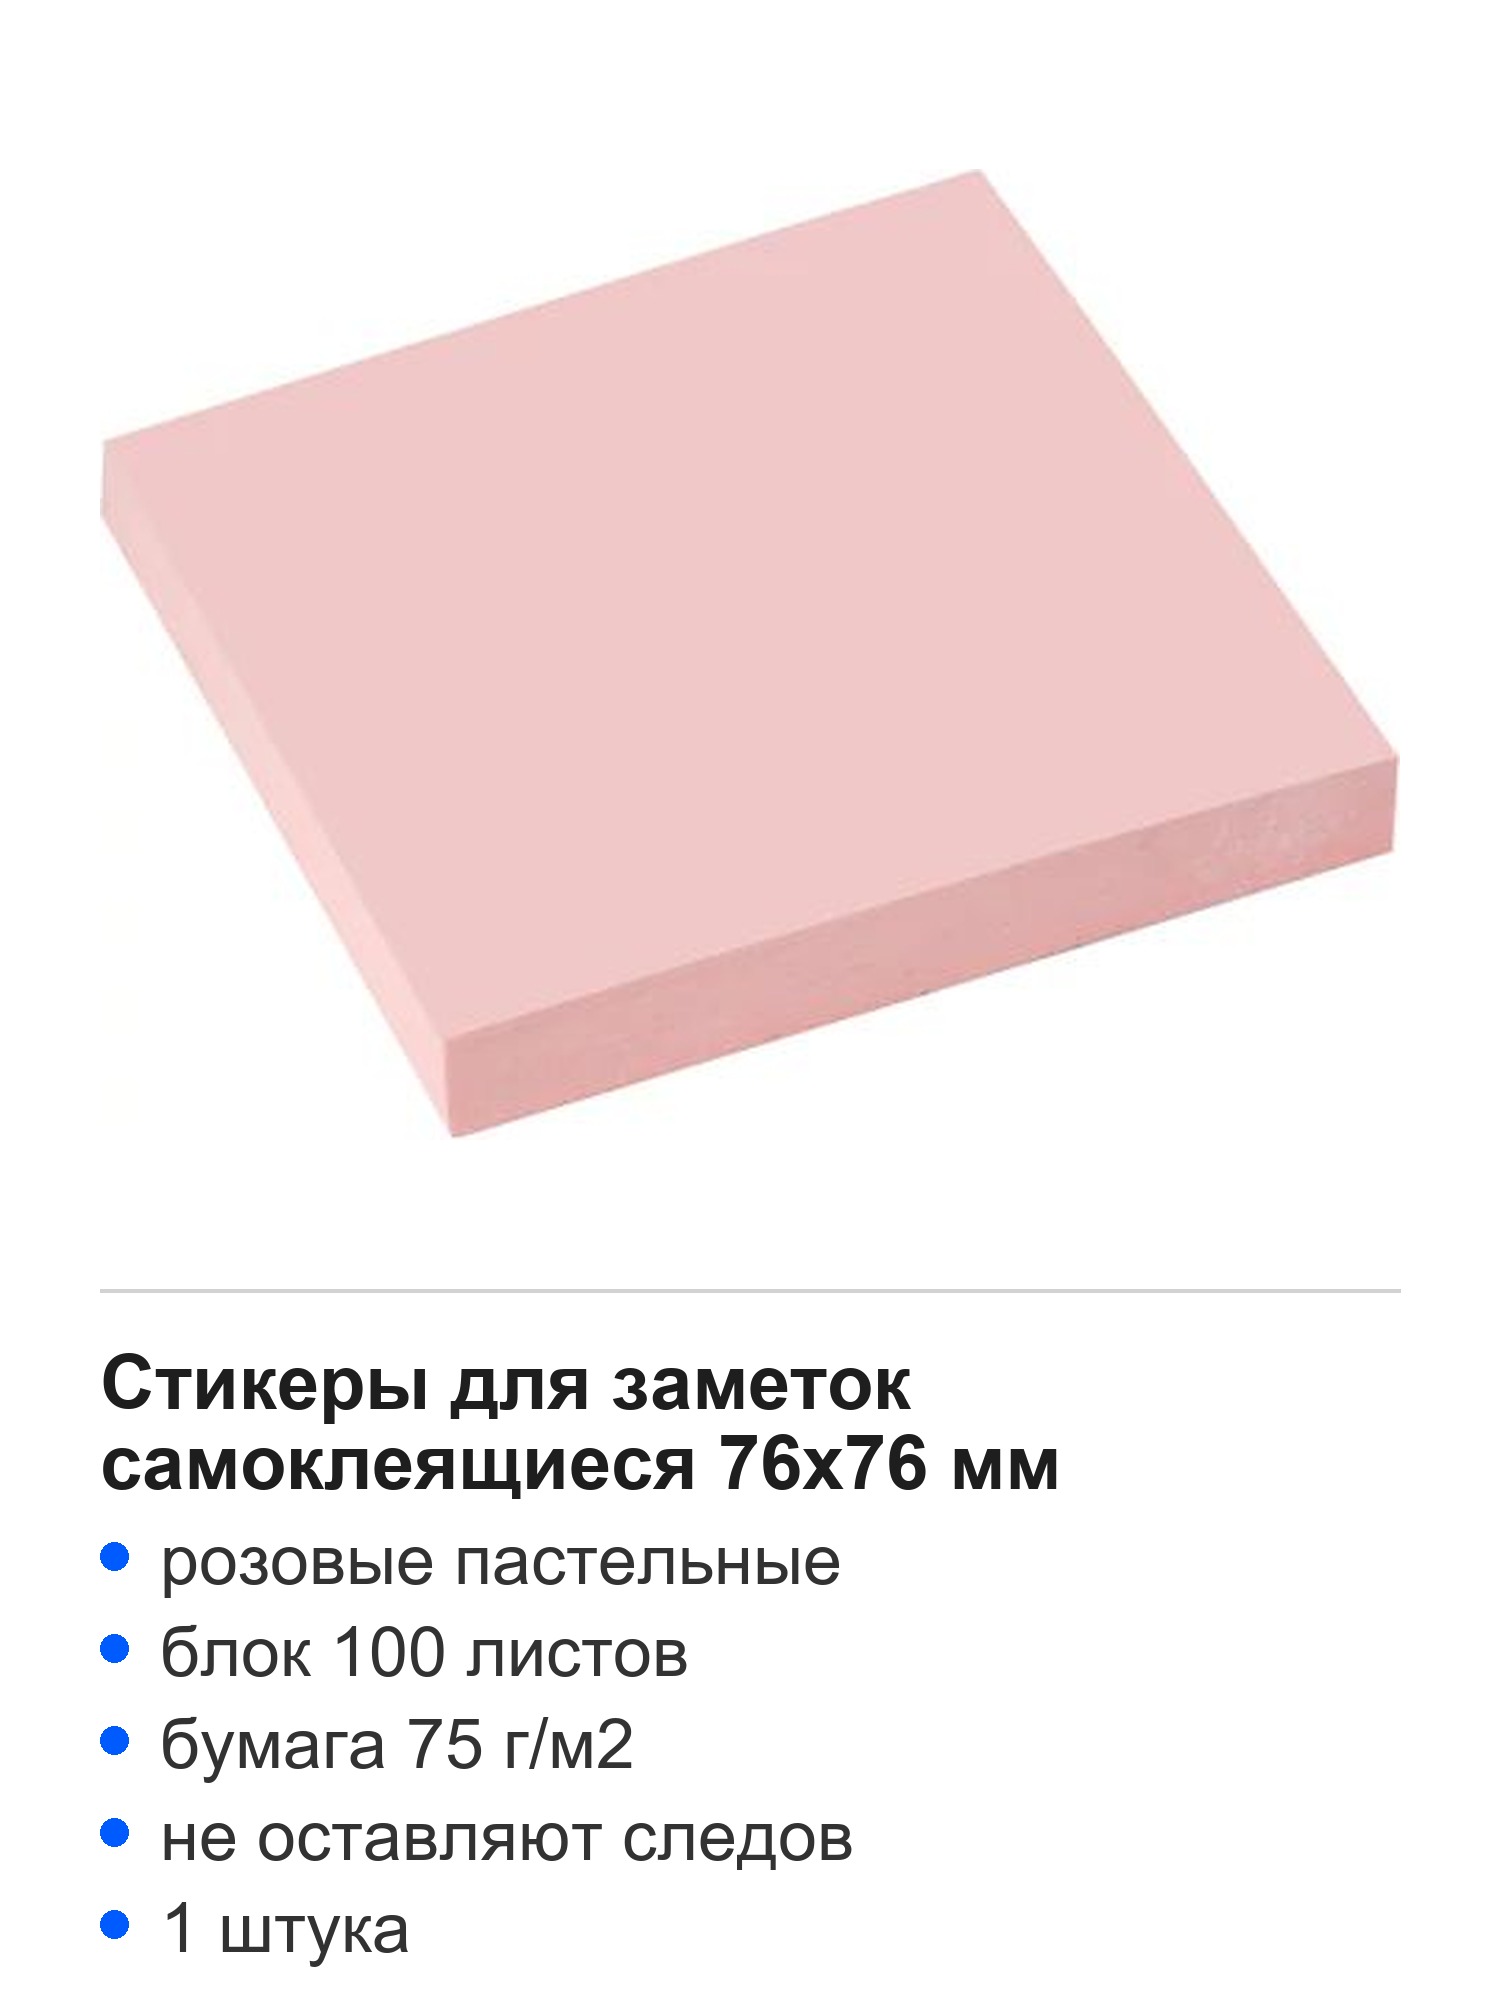 Стикеры для заметок
самоклеящиеся 76х76 мм
розовые пастельные
блок 100 листов
бумага 75 г/м2
не оставляют следов
1 штука